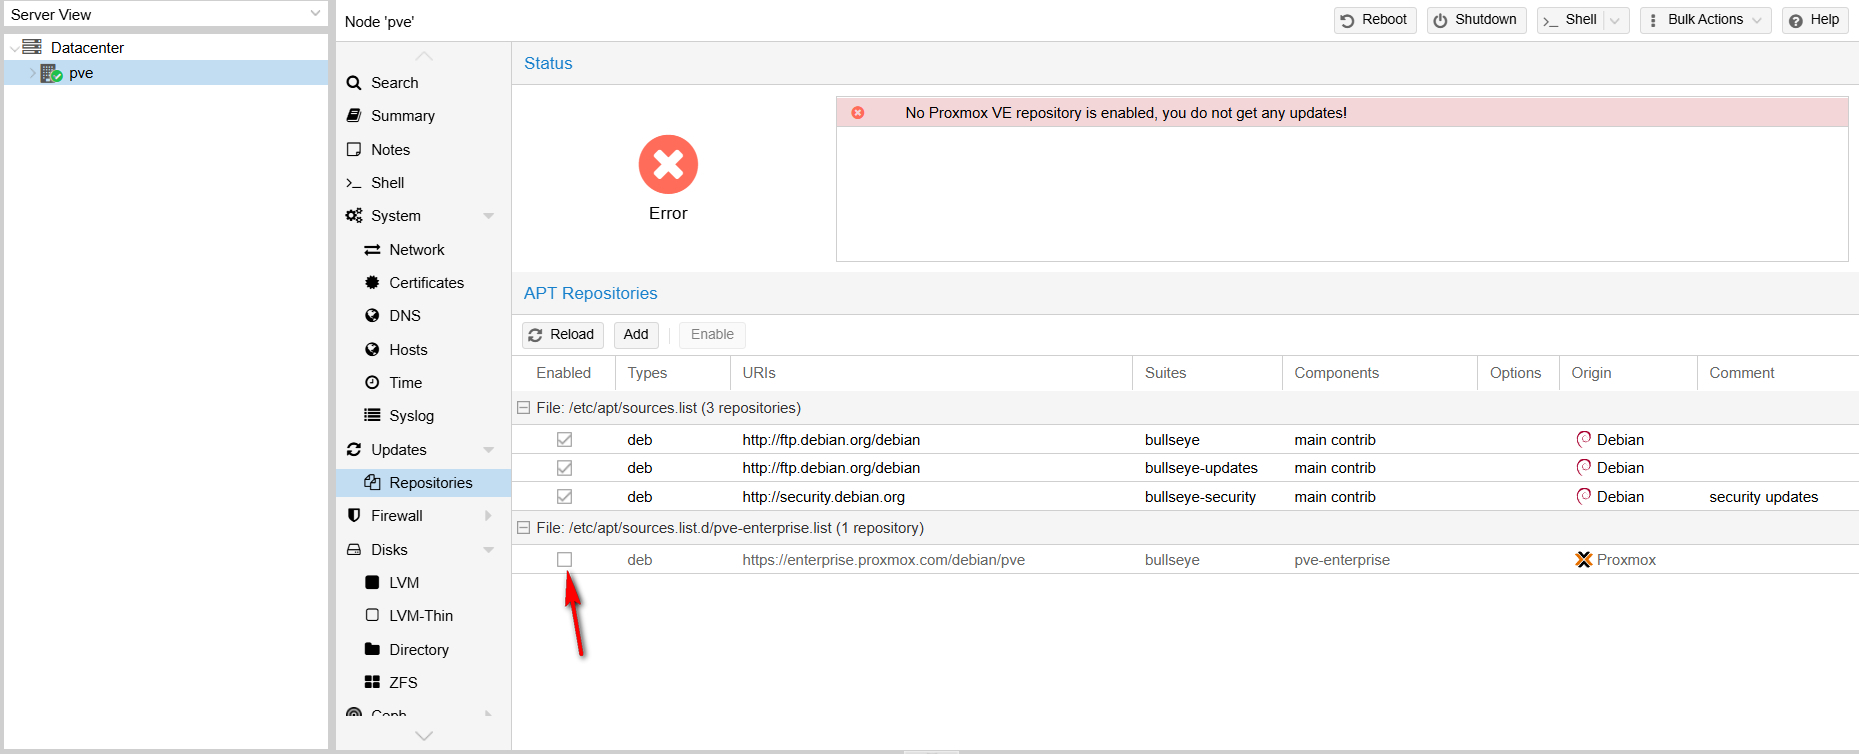 Server View
Node 'pve'
Reboot
Shutdown
Shell
Bulk Actions
Help
Datacenter
pve
Search
Summary
Notes
Shell
System
Network
Certificates
DNS
Hosts
Time
Syslog
Updates
Repositories
Firewall
Disks
LVM
LVM-Thin
Directory
ZFS
Ceph
Status
No Proxmox VE repository is enabled, you do not get any updates!
Error
APT Repositories
Reload Add Enable
Enabled Types URIs Suites Components Options Origin Comment
File: /etc/apt/sources.list (3 repositories)
deb http://ftp.debian.org/debian bullseye main contrib Debian
deb http://ftp.debian.org/debian bullseye-updates main contrib Debian
deb http://security.debian.org bullseye-security main contrib Debian security updates
File: /etc/apt/sources.list.d/pve-enterprise.list (1 repository)
deb https://enterprise.proxmox.com/debian/pve bullseye pve-enterprise Proxmox